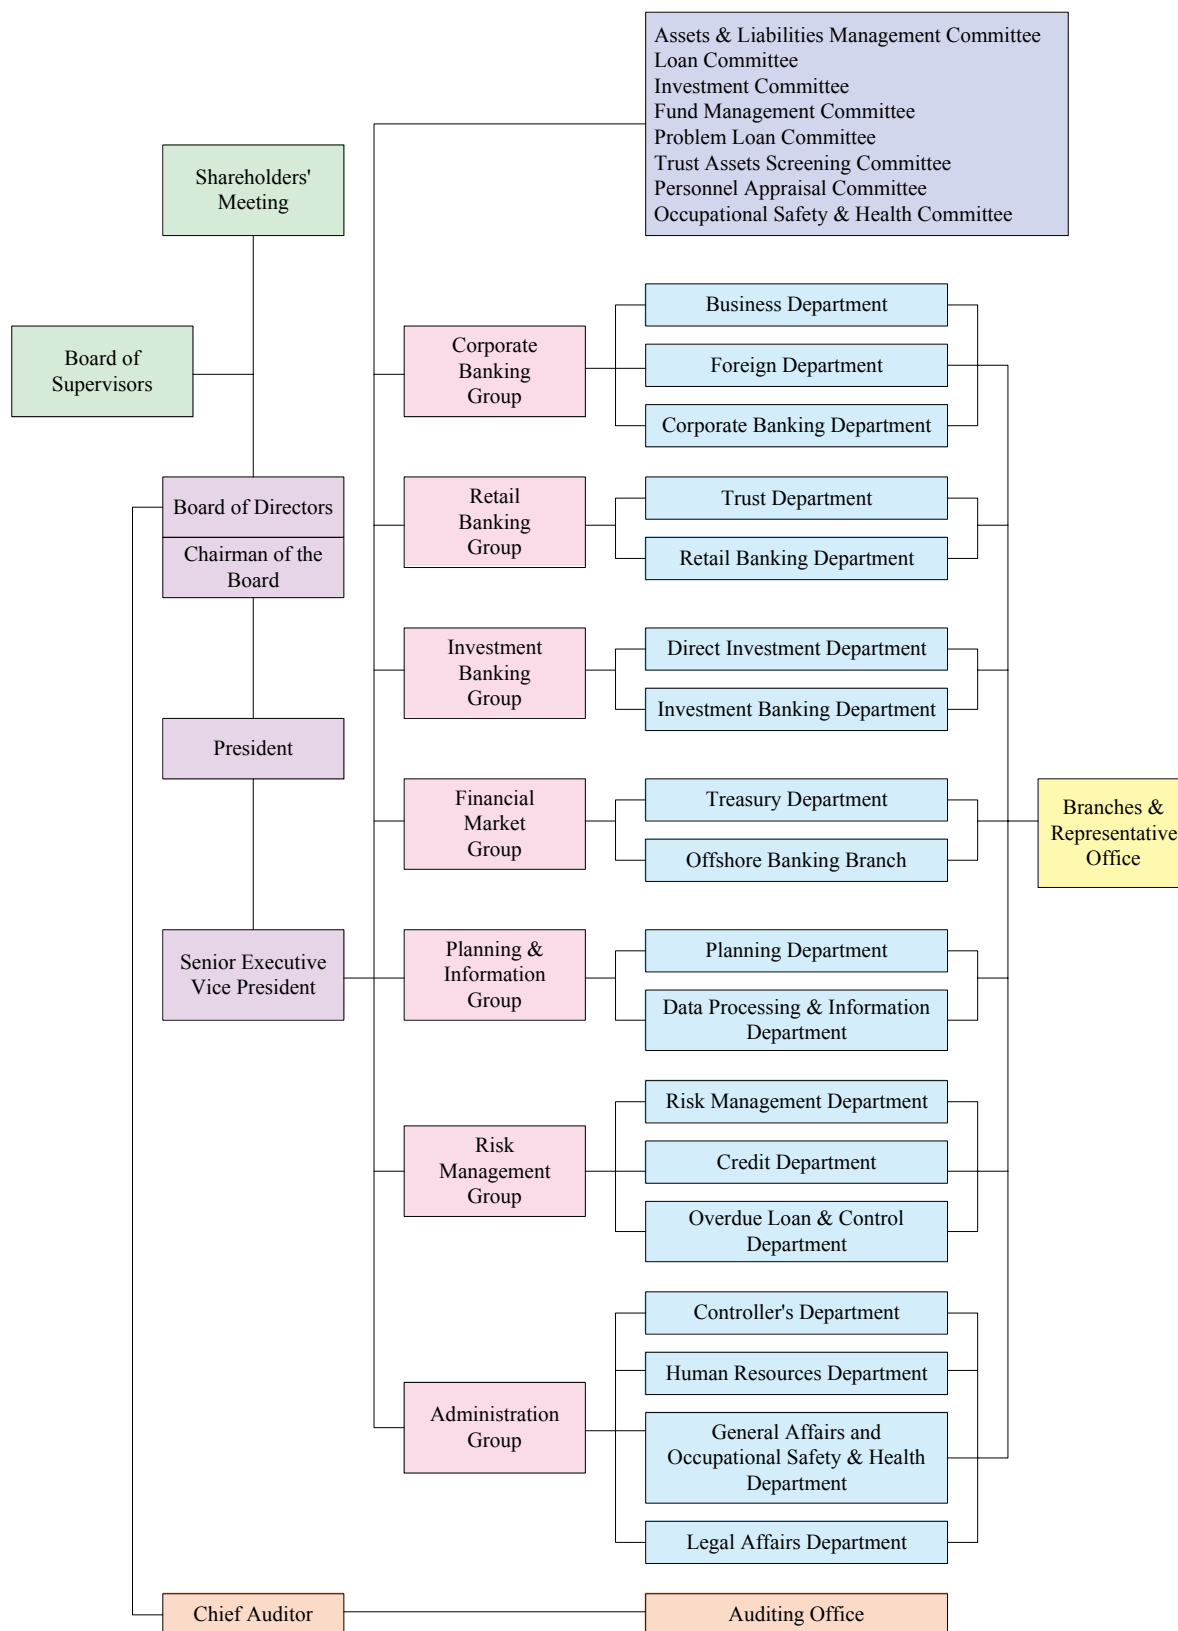 Assets & Liabilities Management Committee
Loan Committee
Investment Committee
Fund Management Committee
Problem Loan Committee
Trust Assets Screening Committee
Personnel Appraisal Committee
Occupational Safety & Health Committee
Shareholders'
Meeting
Board of
Supervisors
Board of Directors
Chairman of the
Board
President
Senior Executive
Vice President
Corporate
Banking
Group
Business Department
Foreign Department
Corporate Banking Department
Retail
Banking
Group
Trust Department
Retail Banking Department
Investment
Banking
Group
Direct Investment Department
Investment Banking Department
Financial
Market
Group
Treasury Department
Offshore Banking Branch
Branches &
Representative
Office
Planning &
Information
Group
Planning Department
Data Processing & Information
Department
Risk
Management
Group
Risk Management Department
Credit Department
Overdue Loan & Control
Department
Administration
Group
Controller's Department
Human Resources Department
General Affairs and
Occupational Safety & Health
Department
Legal Affairs Department
Chief Auditor
Auditing Office